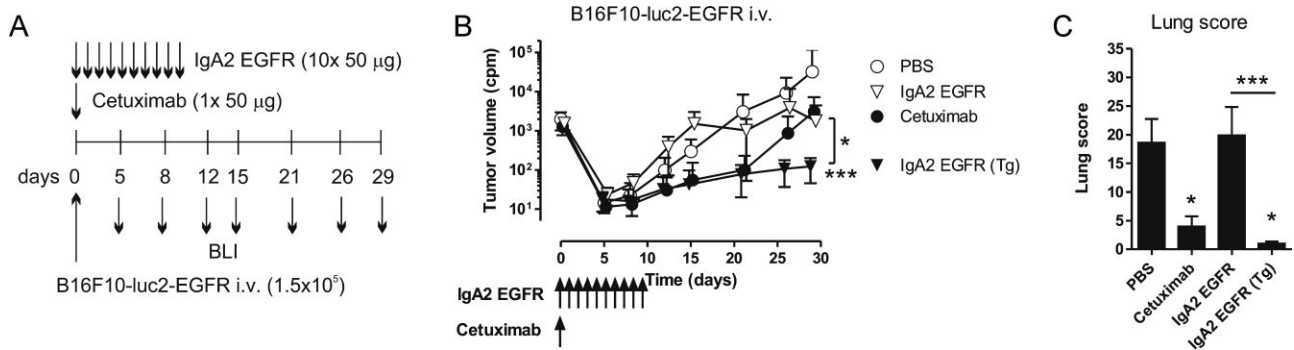 A
IgA2 EGFR (10x 50 μg)
Cetuximab (1x 50 μg)
days 0 5 8 12 15 21 26 29
BLI
B16F10-luc2-EGFR i.v. (1.5x10⁵)
B
B16F10-luc2-EGFR i.v.
Tumor volume (cpm)
10⁵
10⁴
10³
10²
10¹
0 5 10 15 20 25 30
Time (days)
PBS
IgA2 EGFR
Cetuximab
IgA2 EGFR (Tg)
*
***
IgA2 EGFR
Cetuximab
C
Lung score
Lung score
25
20
15
10
5
0
***
*
*
PBS
Cetuximab
IgA2 EGFR
IgA2 EGFR (Tg)